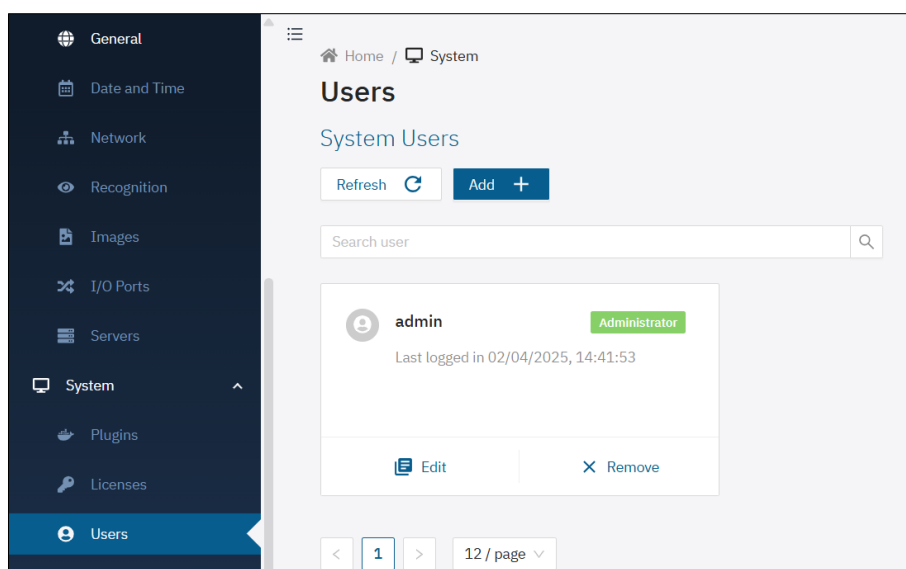 General
Date and Time
Network
Recognition
Images
I/O Ports
Servers
System
Plugins
Licenses
Users
Home / System
Users
System Users
Refresh
Add
Search user
admin
Administrator
Last logged in 02/04/2025, 14:41:53
Edit
Remove
< 1 > 12 / page